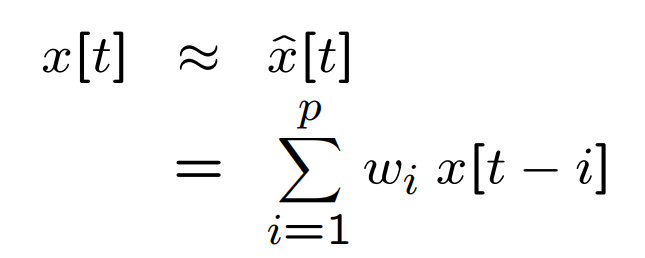 x[t] ≈ x̂[t]
= ∑_{i=1}^{p} w_i x[t − i]